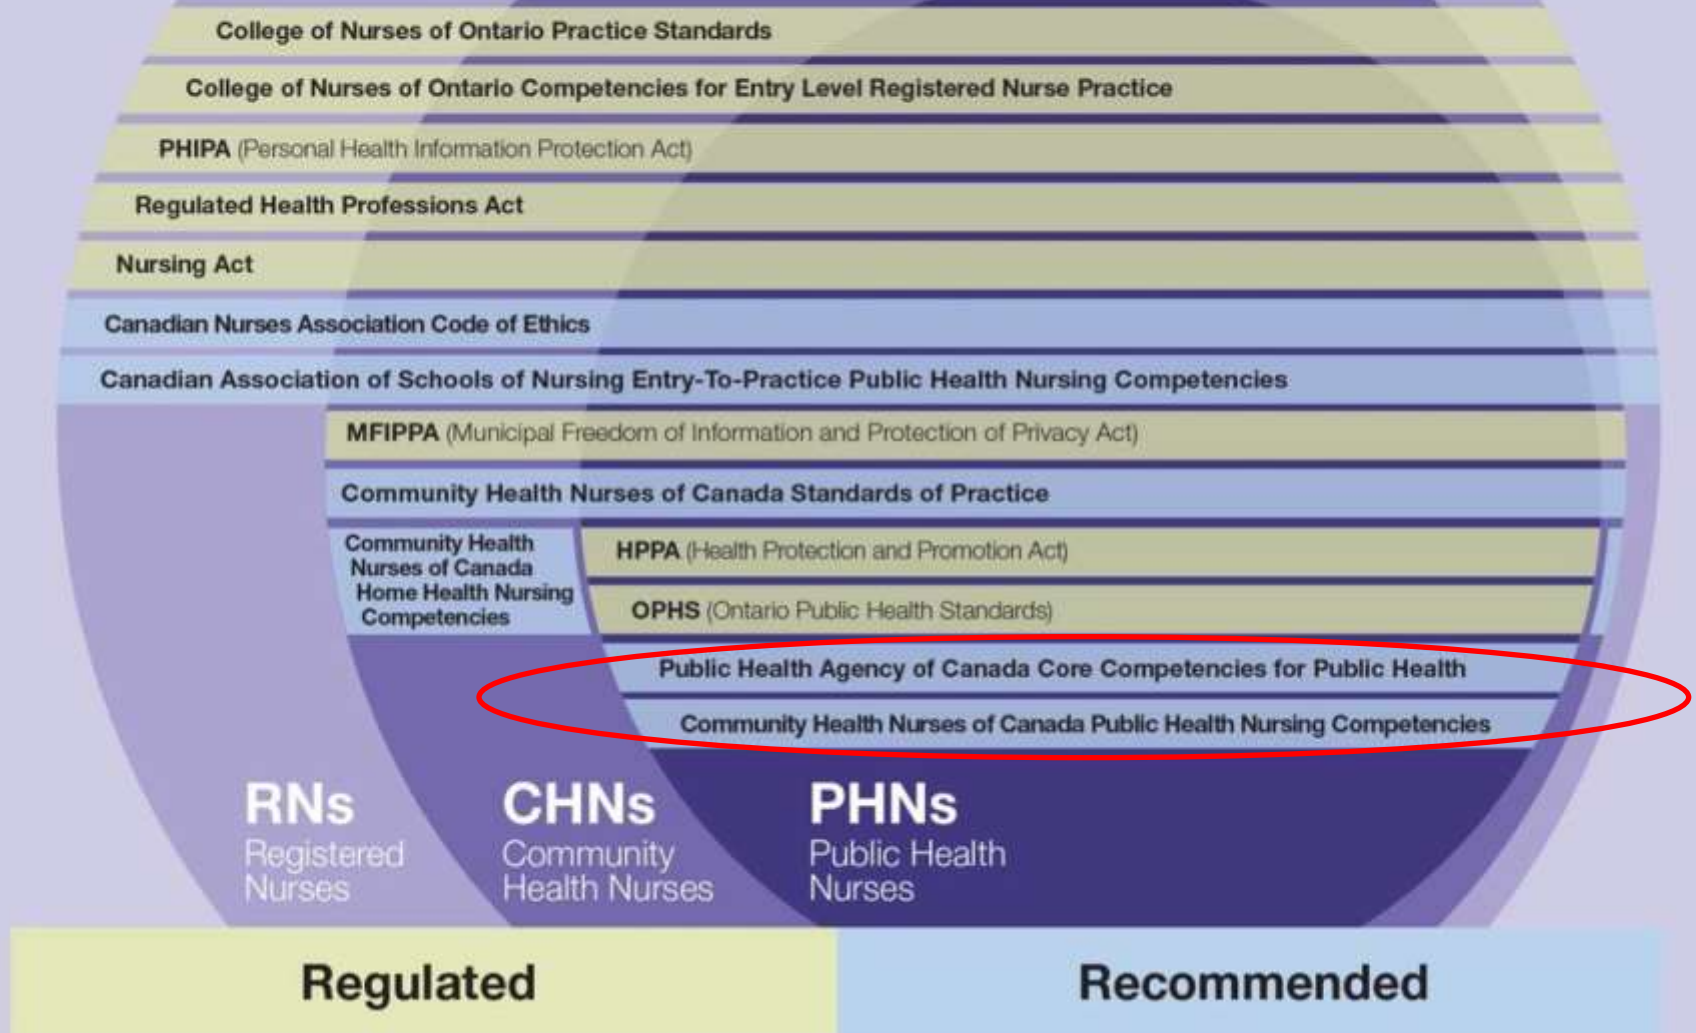 College of Nurses of Ontario Practice Standards
College of Nurses of Ontario Competencies for Entry Level Registered Nurse Practice
PHIPA (Personal Health Information Protection Act)
Regulated Health Professions Act
Nursing Act
Canadian Nurses Association Code of Ethics
Canadian Association of Schools of Nursing Entry-To-Practice Public Health Nursing Competencies
MFIPPA (Municipal Freedom of Information and Protection of Privacy Act)
Community Health Nurses of Canada Standards of Practice
Community Health
Nurses of Canada
Home Health Nursing
Competencies
HPPA (Health Protection and Promotion Act)
OPHS (Ontario Public Health Standards)
Public Health Agency of Canada Core Competencies for Public Health
Community Health Nurses of Canada Public Health Nursing Competencies
RNs
Registered
Nurses
CHNs
Community
Health Nurses
PHNs
Public Health
Nurses
Regulated
Recommended